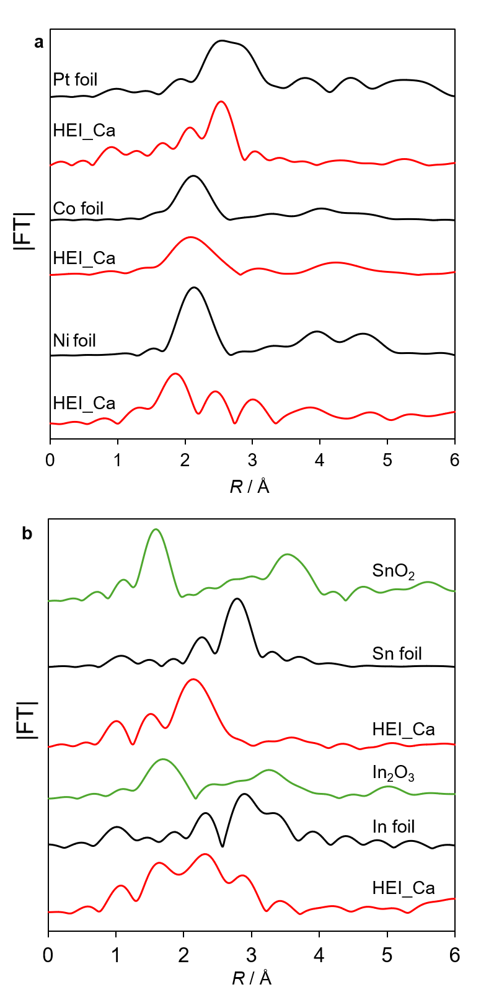 a
Pt foil
HEI_Ca
Co foil
HEI_Ca
Ni foil
HEI_Ca
|FT|
0 1 2 3 4 5 6
R / Å
b
SnO₂
Sn foil
HEI_Ca
In₂O₃
In foil
HEI_Ca
|FT|
0 1 2 3 4 5 6
R / Å